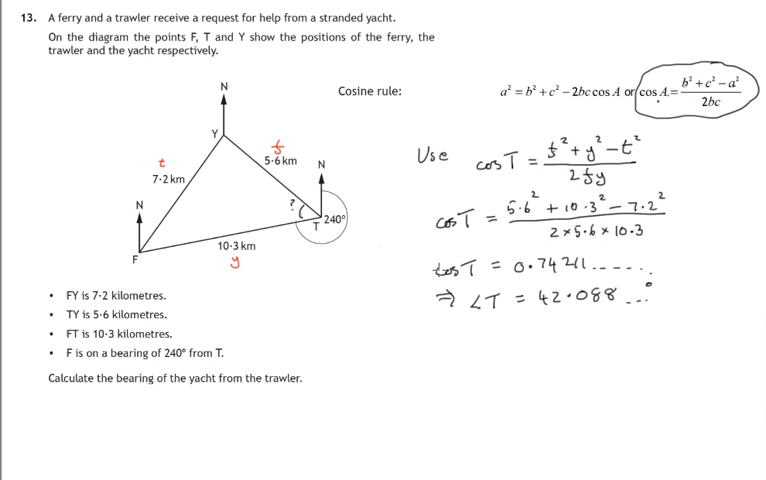 13. A ferry and a trawler receive a request for help from a stranded yacht.
On the diagram the points F, T and Y show the positions of the ferry, the
trawler and the yacht respectively.
N
Cosine rule:
a² = b² + c² − 2bc cos A or cos A = (b² + c² − a²) / 2bc
Y
t
7·2 km
f
5·6 km
N
?
T
240°
N
F
10·3 km
y
Use cos T = (f² + y² − t²) / 2fy
cos T = (5·6² + 10·3² − 7·2²) / 2 × 5·6 × 10·3
cos T = 0·74211.....
⇒ ∠T = 42·088...°
• FY is 7·2 kilometres.
• TY is 5·6 kilometres.
• FT is 10·3 kilometres.
• F is on a bearing of 240° from T.
Calculate the bearing of the yacht from the trawler.